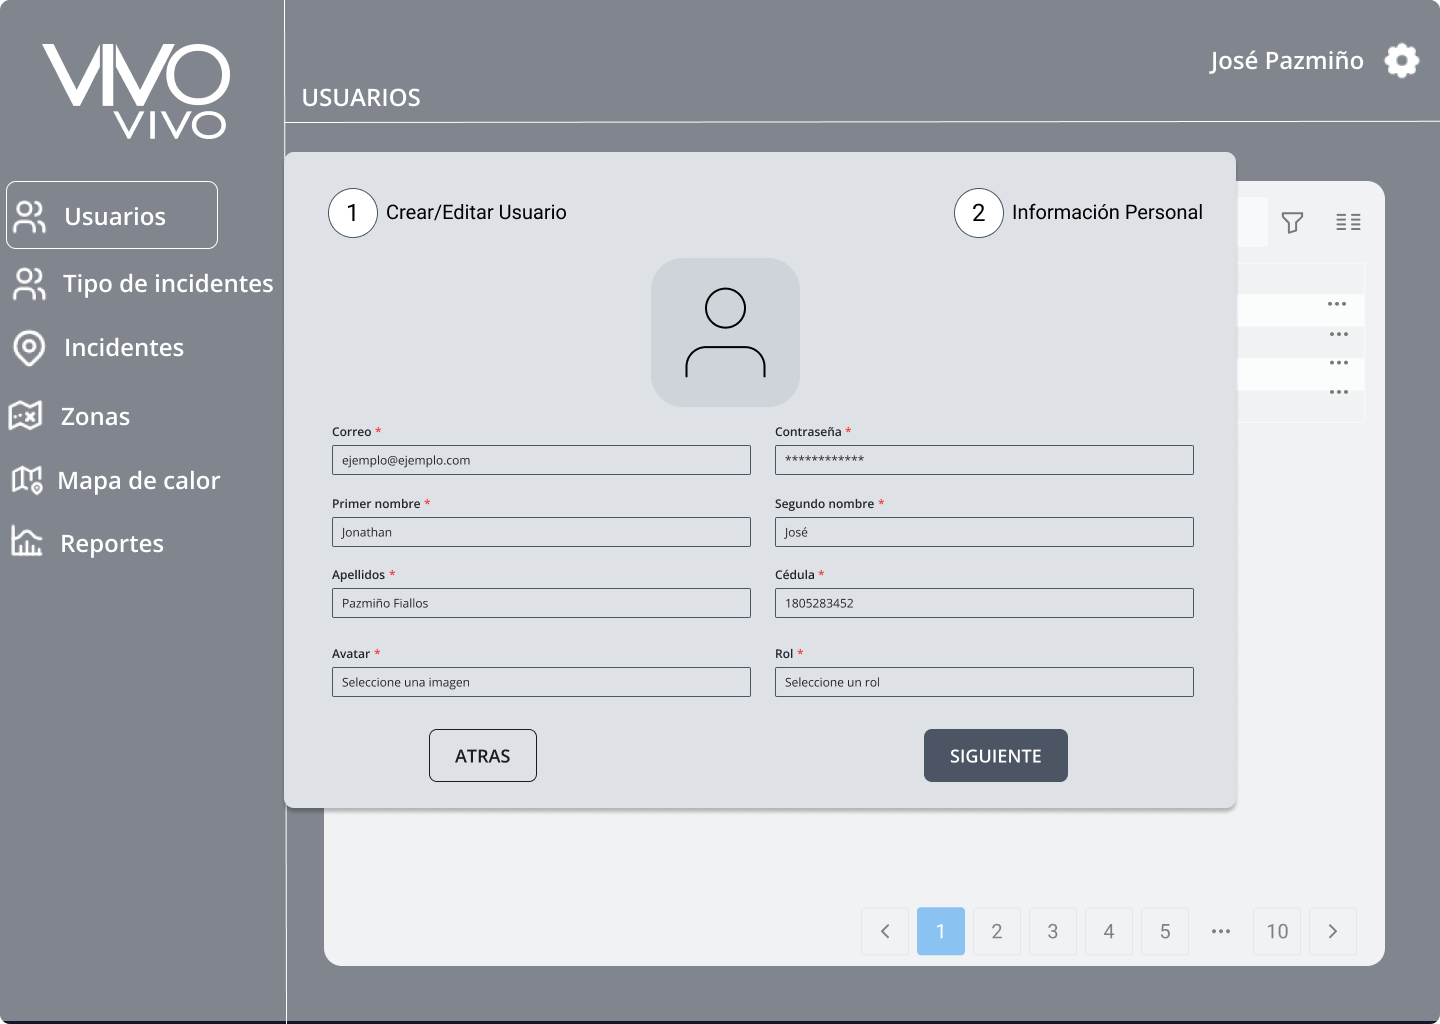 VIVO
VIVO
José Pazmiño
USUARIOS
Usuarios
Tipo de incidentes
Incidentes
Zonas
Mapa de calor
Reportes
1 Crear/Editar Usuario
2 Información Personal
Correo *
ejemplo@ejemplo.com
Contraseña *
************
Primer nombre *
Jonathan
Segundo nombre *
José
Apellidos *
Pazmiño Fiallos
Cédula *
1805283452
Avatar *
Seleccione una imagen
Rol *
Seleccione un rol
ATRAS
SIGUIENTE
1 2 3 4 5 ••• 10